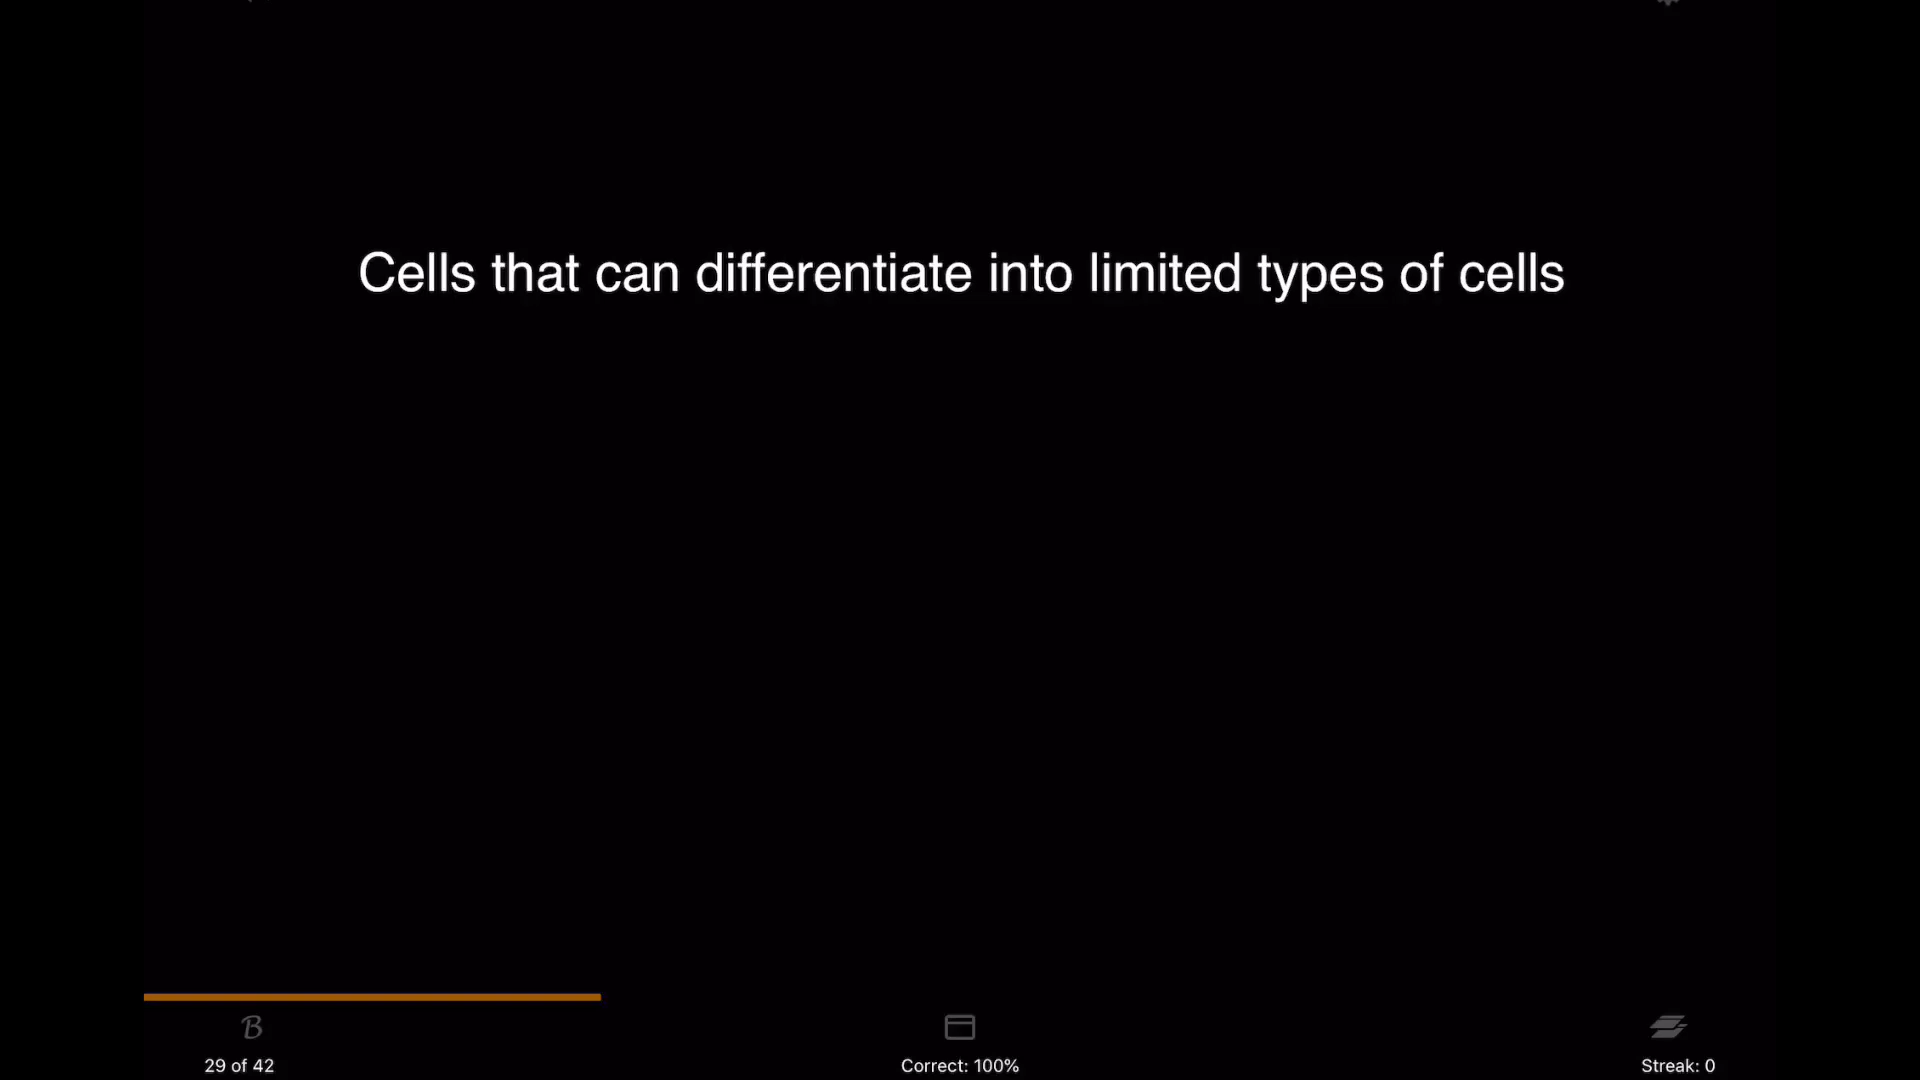 Cells that can differentiate into limited types of cells
B
29 of 42
Correct: 100%
Streak: 0